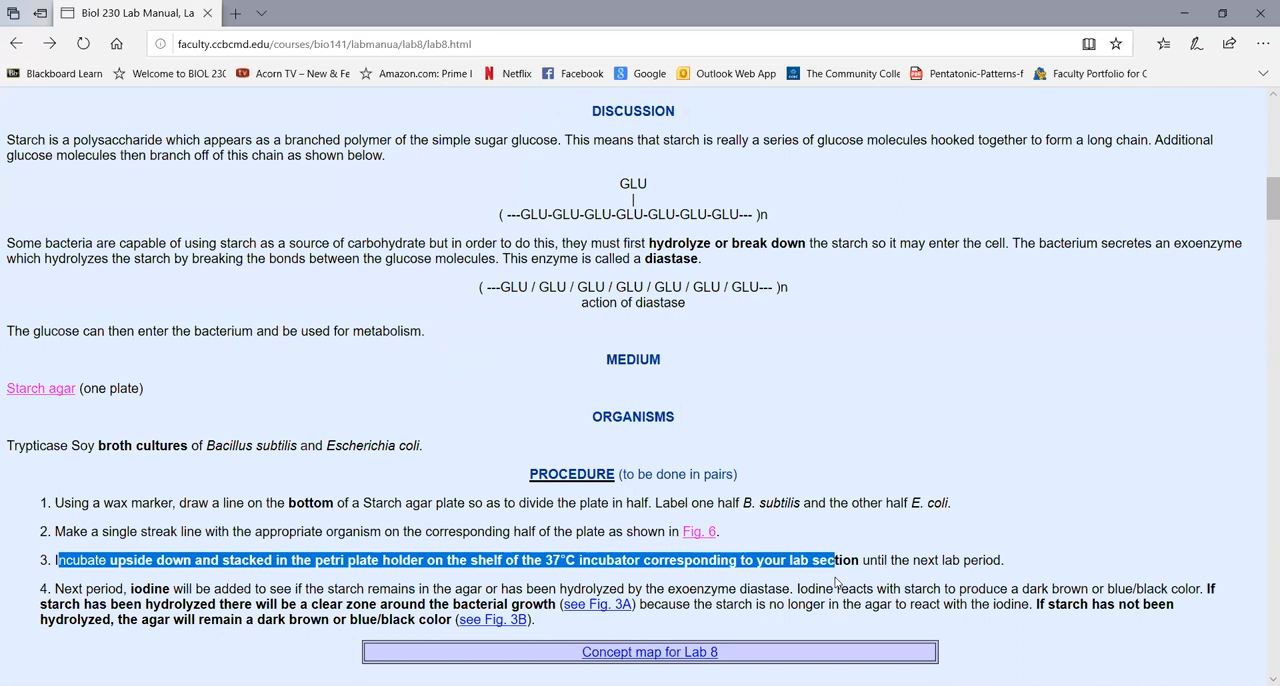 Biol 230 Lab Manual, La
faculty.ccbcmd.edu/courses/bio141/labmanua/lab8/lab8.html
Blackboard Learn Welcome to BIOL 230 Acorn TV – New & Fe Amazon.com: Prime I Netflix Facebook Google Outlook Web App The Community Colle Pentatonic-Patterns-f Faculty Portfolio for C
DISCUSSION
Starch is a polysaccharide which appears as a branched polymer of the simple sugar glucose. This means that starch is really a series of glucose molecules hooked together to form a long chain. Additional
glucose molecules then branch off of this chain as shown below.
GLU
|
( ---GLU-GLU-GLU-GLU-GLU-GLU-GLU--- )n
Some bacteria are capable of using starch as a source of carbohydrate but in order to do this, they must first hydrolyze or break down the starch so it may enter the cell. The bacterium secretes an exoenzyme
which hydrolyzes the starch by breaking the bonds between the glucose molecules. This enzyme is called a diastase.
( ---GLU / GLU / GLU / GLU / GLU / GLU / GLU--- )n
action of diastase
The glucose can then enter the bacterium and be used for metabolism.
MEDIUM
Starch agar (one plate)
ORGANISMS
Trypticase Soy broth cultures of Bacillus subtilis and Escherichia coli.
PROCEDURE (to be done in pairs)
1. Using a wax marker, draw a line on the bottom of a Starch agar plate so as to divide the plate in half. Label one half B. subtilis and the other half E. coli.
2. Make a single streak line with the appropriate organism on the corresponding half of the plate as shown in Fig. 6.
3. Incubate upside down and stacked in the petri plate holder on the shelf of the 37°C incubator corresponding to your lab section until the next lab period.
4. Next period, iodine will be added to see if the starch remains in the agar or has been hydrolyzed by the exoenzyme diastase. Iodine reacts with starch to produce a dark brown or blue/black color. If
starch has been hydrolyzed there will be a clear zone around the bacterial growth (see Fig. 3A) because the starch is no longer in the agar to react with the iodine. If starch has not been
hydrolyzed, the agar will remain a dark brown or blue/black color (see Fig. 3B).
Concept map for Lab 8